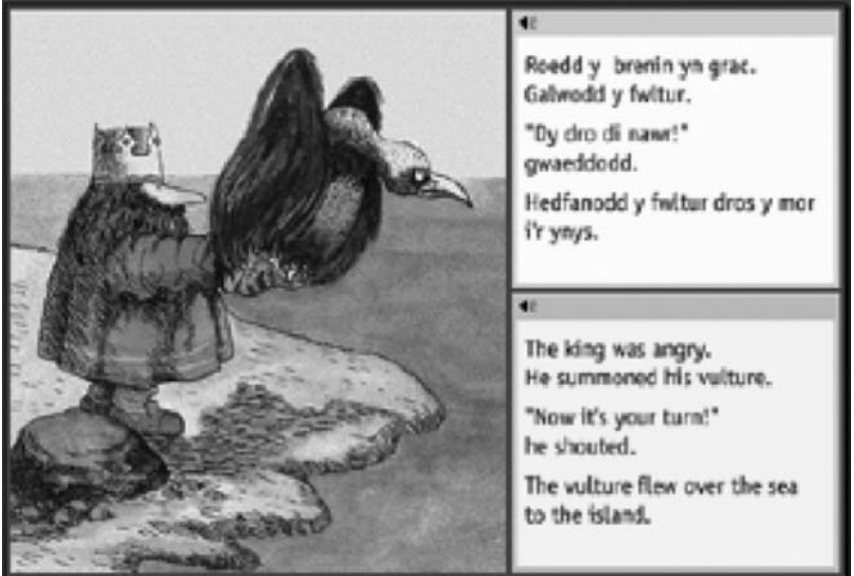 Roedd y brenin yn grac.
Galwodd y fwltur.
"Dy dro di nawr!"
gwaeddodd.
Hedfanodd y fwltur dros y mor
i'r ynys.
The king was angry.
He summoned his vulture.
"Now it's your turn!"
he shouted.
The vulture flew over the sea
to the island.